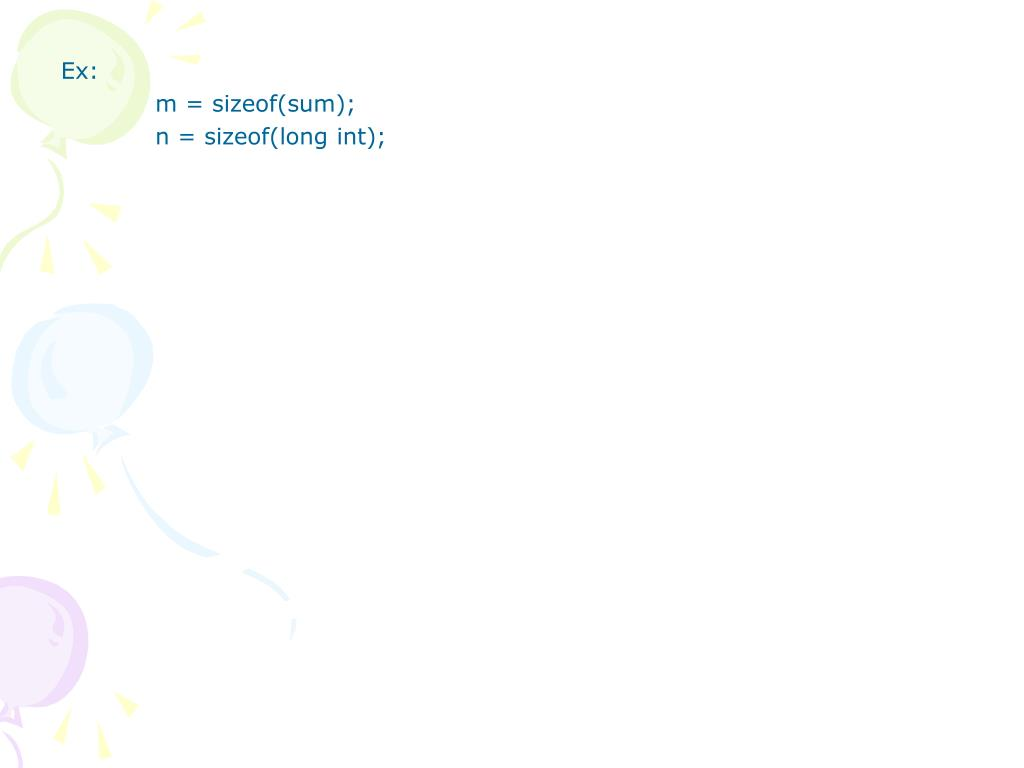 Ex:
m = sizeof(sum);
n = sizeof(long int);